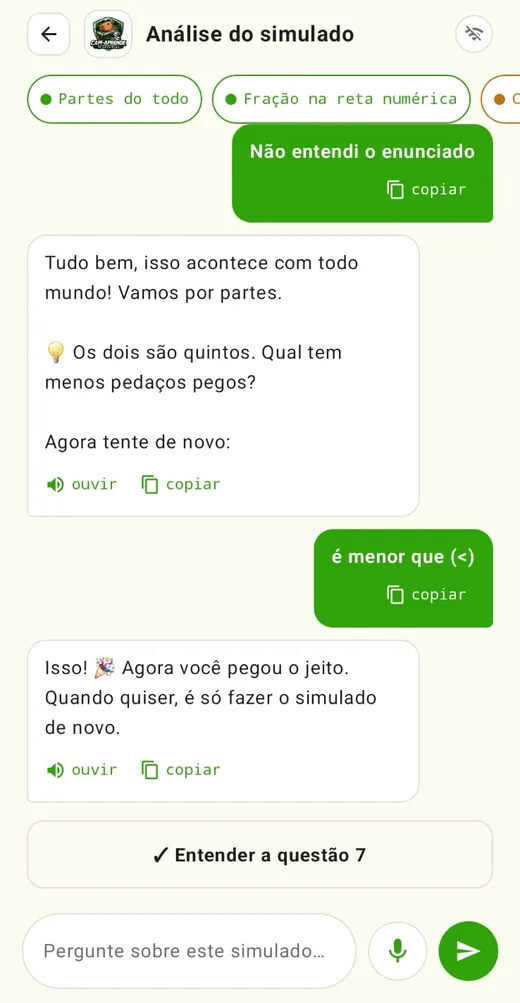 Análise do simulado
Partes do todo
Fração na reta numérica
Não entendi o enunciado
copiar
Tudo bem, isso acontece com todo
mundo! Vamos por partes.
💡 Os dois são quintos. Qual tem
menos pedaços pegos?
Agora tente de novo:
ouvir copiar
é menor que (<)
copiar
Isso! 🎉 Agora você pegou o jeito.
Quando quiser, é só fazer o simulado
de novo.
ouvir copiar
✓ Entender a questão 7
Pergunte sobre este simulado…